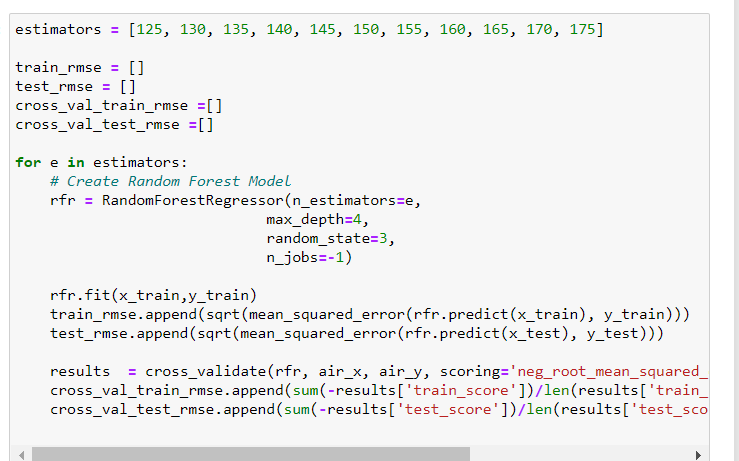 estimators = [125, 130, 135, 140, 145, 150, 155, 160, 165, 170, 175]
train_rmse = []
test_rmse = []
cross_val_train_rmse =[]
cross_val_test_rmse =[]
for e in estimators:
# Create Random Forest Model
rfr = RandomForestRegressor(n_estimators=e,
max_depth=4,
random_state=3,
n_jobs=-1)
rfr.fit(x_train,y_train)
train_rmse.append(sqrt(mean_squared_error(rfr.predict(x_train), y_train)))
test_rmse.append(sqrt(mean_squared_error(rfr.predict(x_test), y_test)))
results  = cross_validate(rfr, air_x, air_y, scoring='neg_root_mean_squared_
cross_val_train_rmse.append(sum(-results['train_score'])/len(results['train_
cross_val_test_rmse.append(sum(-results['test_score'])/len(results['test_sco